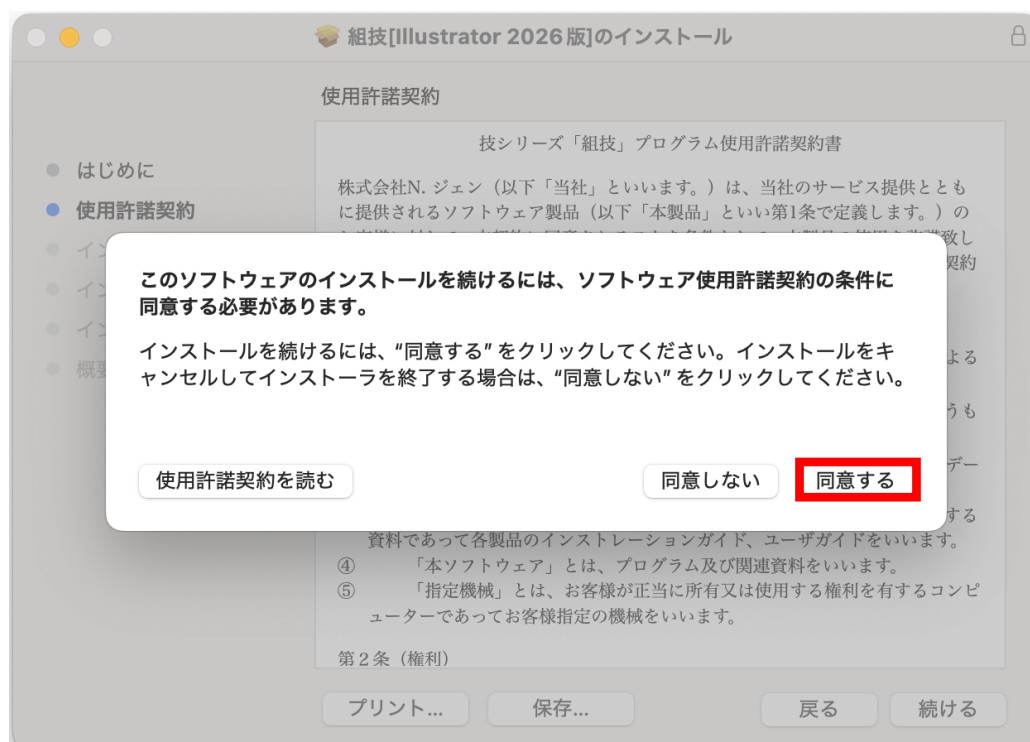 組技[Illustrator 2026版]のインストール
使用許諾契約
はじめに
使用許諾契約
概要
技シリーズ「組技」プログラム使用許諾契約書
株式会社N. ジェン（以下「当社」といいます。）は、当社のサービス提供ととも
に提供されるソフトウェア製品（以下「本製品」といい第1条で定義します。）の
このソフトウェアのインストールを続けるには、ソフトウェア使用許諾契約の条件に
同意する必要があります。
インストールを続けるには、“同意する” をクリックしてください。インストールをキ
ャンセルしてインストーラを終了する場合は、“同意しない” をクリックしてください。
使用許諾契約を読む
同意しない
同意する
資料であって各製品のインストレーションガイド、ユーザガイドをいいます。
④ 「本ソフトウェア」とは、プログラム及び関連資料をいいます。
⑤ 「指定機械」とは、お客様が正当に所有又は使用する権利を有するコンピ
ューターであってお客様指定の機械をいいます。
第２条（権利）
プリント...
保存...
戻る
続ける